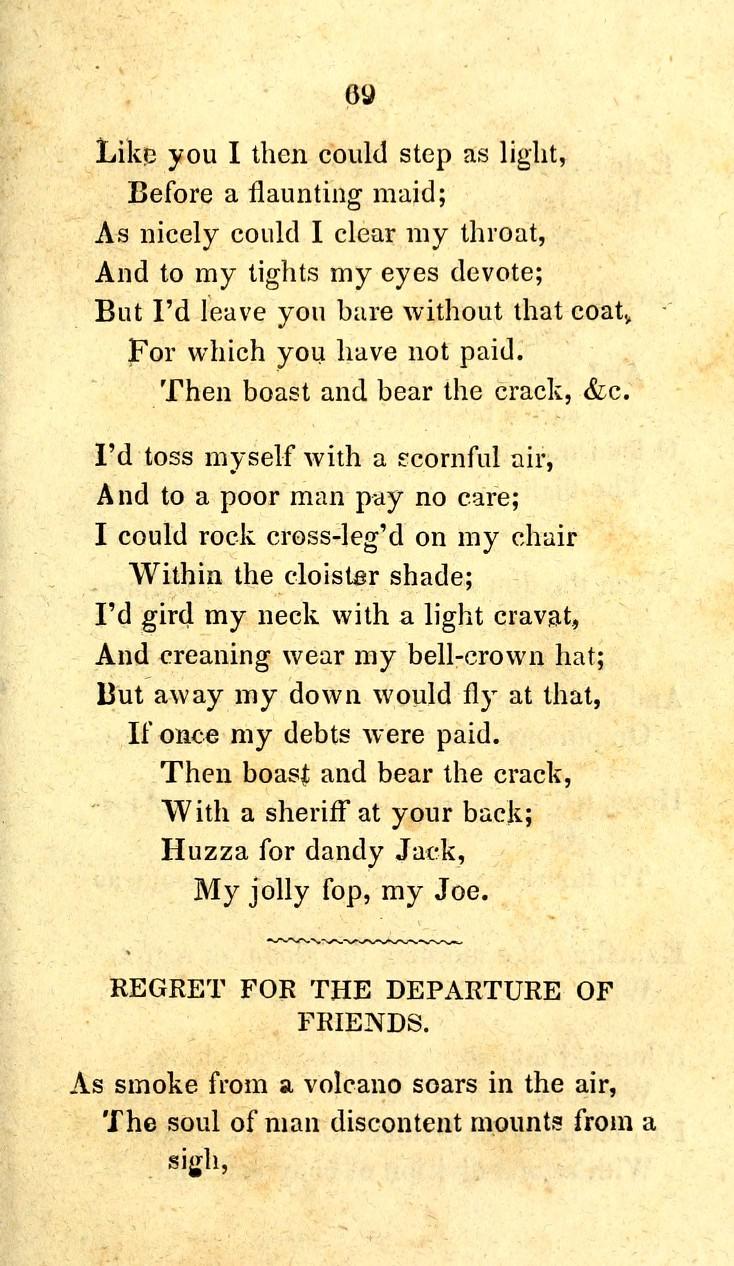 69
Like you I then could step as light,
Before a flaunting maid;
As nicely could I clear my throat,
And to my tights my eyes devote;
But I'd leave you bare without that coat,
For which you have not paid.
Then boast and bear the crack, &c.
I'd toss myself with a scornful air,
And to a poor man pay no care;
I could rock cross-leg'd on my chair
Within the cloister shade;
I'd gird my neck with a light cravat,
And creaning wear my bell-crown hat;
But away my down would fly at that,
If once my debts were paid.
Then boast and bear the crack,
With a sheriff at your back;
Huzza for dandy Jack,
My jolly fop, my Joe.
REGRET FOR THE DEPARTURE OF
FRIENDS.
As smoke from a volcano soars in the air,
The soul of man discontent mounts from a
sigh,